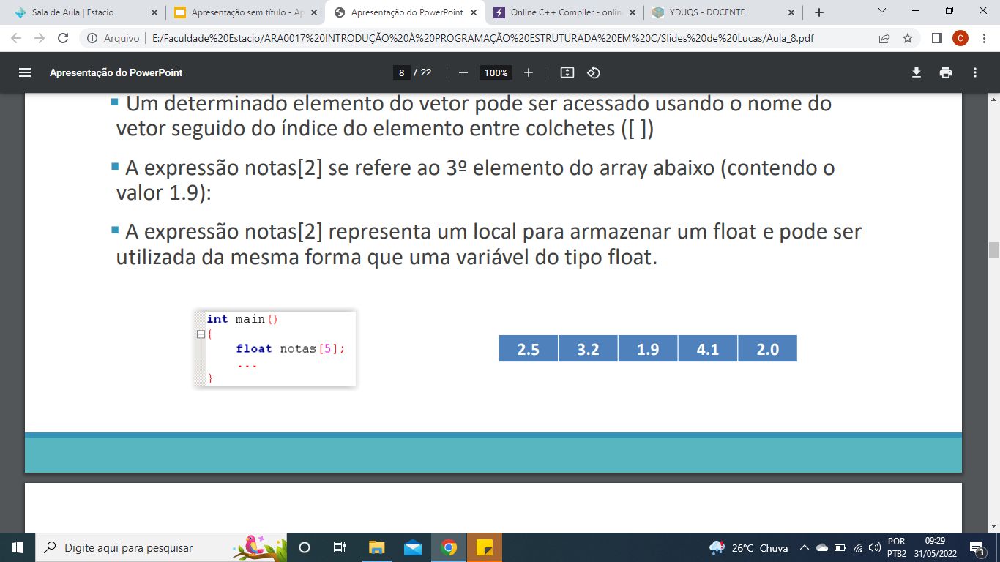 Sala de Aula | Estacio
Apresentação sem título - Ap
Apresentação do PowerPoint
Online C++ Compiler - onlin
YDUQS - DOCENTE
Arquivo
E:/Faculdade%20Estacio/ARA0017%20INTRODUÇÃO%20À%20PROGRAMAÇÃO%20ESTRUTURADA%20EM%20C/Slides%20de%20Lucas/Aula_8.pdf
C
Apresentação do PowerPoint
8 / 22
100%
Um determinado elemento do vetor pode ser acessado usando o nome do
vetor seguido do índice do elemento entre colchetes ([ ])
A expressão notas[2] se refere ao 3º elemento do array abaixo (contendo o
valor 1.9):
A expressão notas[2] representa um local para armazenar um float e pode ser
utilizada da mesma forma que uma variável do tipo float.
int main()
{
float notas[5];
...
}
2.5 3.2 1.9 4.1 2.0
Digite aqui para pesquisar
26°C Chuva
POR
PTB2
09:29
31/05/2022
3